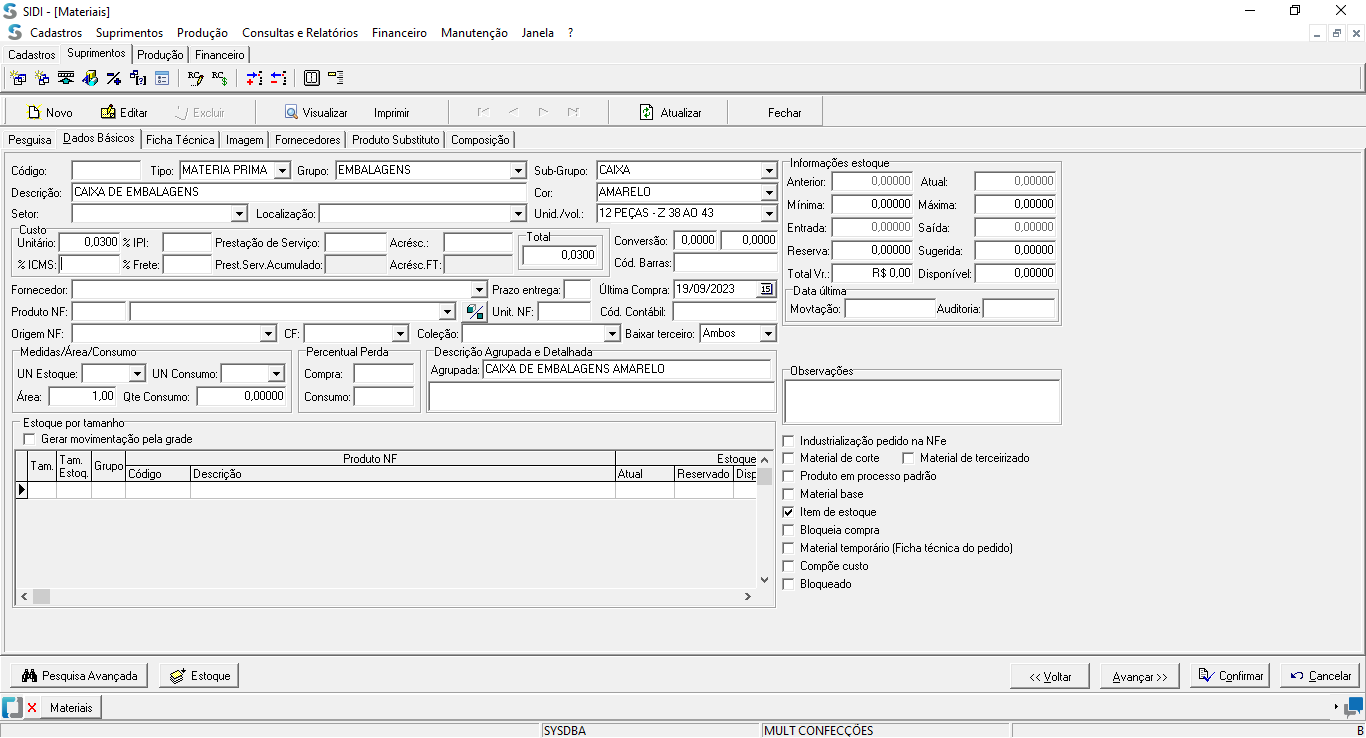 SIDI - [Materiais]
Cadastros Suprimentos Produção Consultas e Relatórios Financeiro Manutenção Janela ?
Cadastros Suprimentos Produção Financeiro
Novo Editar Excluir Visualizar Imprimir Atualizar Fechar
Pesquisa Dados Básicos Ficha Técnica Imagem Fornecedores Produto Substituto Composição
Código: Tipo: MATERIA PRIMA Grupo: EMBALAGENS Sub-Grupo: CAIXA
Descrição: CAIXA DE EMBALAGENS Cor: AMARELO
Setor: Localização: Unid./vol.: 12 PEÇAS - Z 38 AO 43
Custo
Unitário: 0,0300 % IPI: Prestação de Serviço: Acrésc.:
% ICMS: % Frete: Prest.Serv.Acumulado: Acrésc.FT:
Total
0,0300
Conversão: 0,0000 0,0000
Cód. Barras:
Fornecedor: Prazo entrega: Última Compra: 19/09/2023 15
Produto NF: Unit. NF: Cód. Contábil:
Origem NF: CF: Coleção: Baixar terceiro: Ambos
Informações estoque
Anterior: 0,00000 Atual: 0,00000
Mínima: 0,00000 Máxima: 0,00000
Entrada: 0,00000 Saída: 0,00000
Reserva: 0,00000 Sugerida: 0,00000
Total Vr.: R$ 0,00 Disponível: 0,00000
Data última
Movtação: Auditoria:
Medidas/Área/Consumo
UN Estoque: UN Consumo:
Área: 1,00 Qte Consumo: 0,00000
Percentual Perda
Compra:
Consumo:
Descrição Agrupada e Detalhada
Agrupada: CAIXA DE EMBALAGENS AMARELO
Observações
Estoque por tamanho
Gerar movimentação pela grade
Tam. Tam. Estoq. Grupo Produto NF Estoque
Código Descrição Atual Reservado Disp
Industrialização pedido na NFe
Material de corte Material de terceirizado
Produto em processo padrão
Material base
Item de estoque
Bloqueia compra
Material temporário (Ficha técnica do pedido)
Compõe custo
Bloqueado
Pesquisa Avançada Estoque << Voltar Avançar >> Confirmar Cancelar
Materiais
SYSDBA MULT CONFECÇÕES B